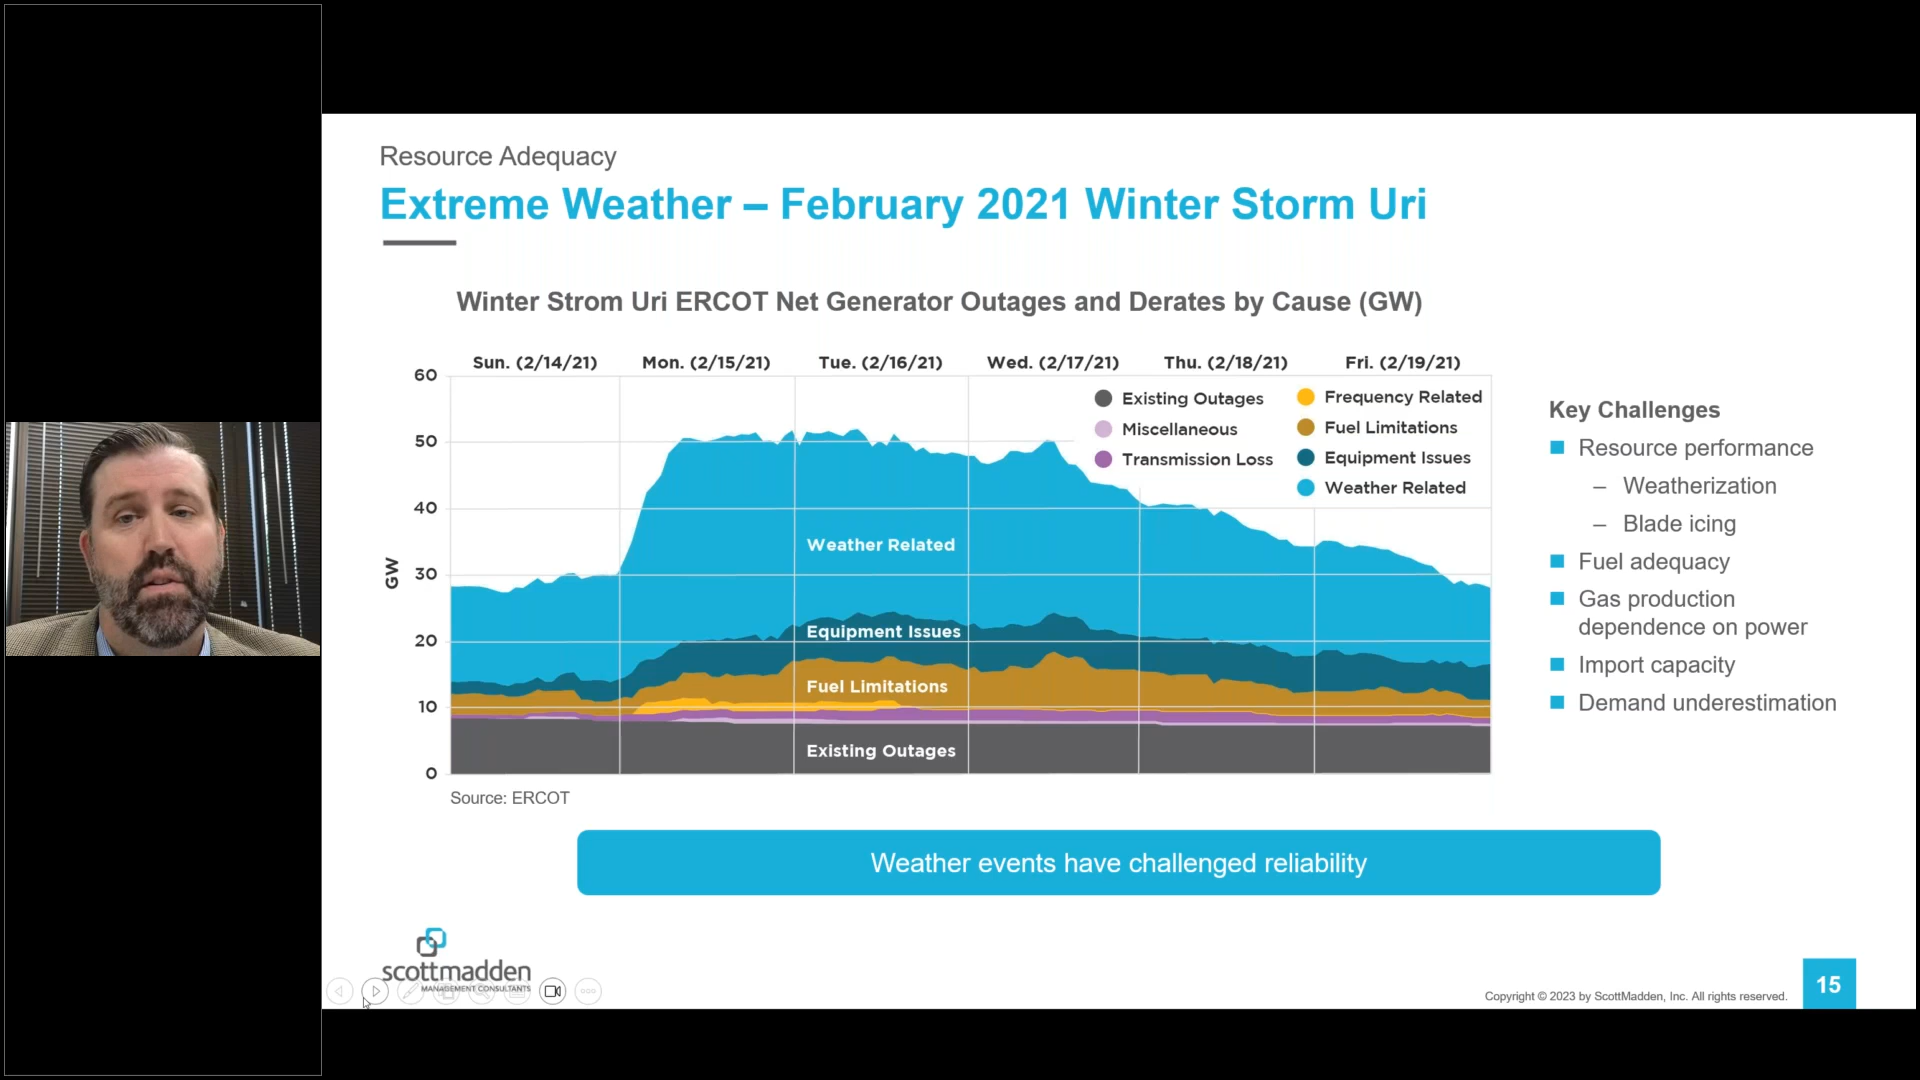 Resource Adequacy
Extreme Weather – February 2021 Winter Storm Uri
Winter Strom Uri ERCOT Net Generator Outages and Derates by Cause (GW)
Sun. (2/14/21) Mon. (2/15/21) Tue. (2/16/21) Wed. (2/17/21) Thu. (2/18/21) Fri. (2/19/21)
60
50
40
30
20
10
0
GW
Existing Outages
Miscellaneous
Transmission Loss
Frequency Related
Fuel Limitations
Equipment Issues
Weather Related
Weather Related
Equipment Issues
Fuel Limitations
Existing Outages
Source: ERCOT
Key Challenges
Resource performance
– Weatherization
– Blade icing
Fuel adequacy
Gas production
dependence on power
Import capacity
Demand underestimation
Weather events have challenged reliability
scottmadden
MANAGEMENT CONSULTANTS
Copyright © 2023 by ScottMadden, Inc. All rights reserved.
15